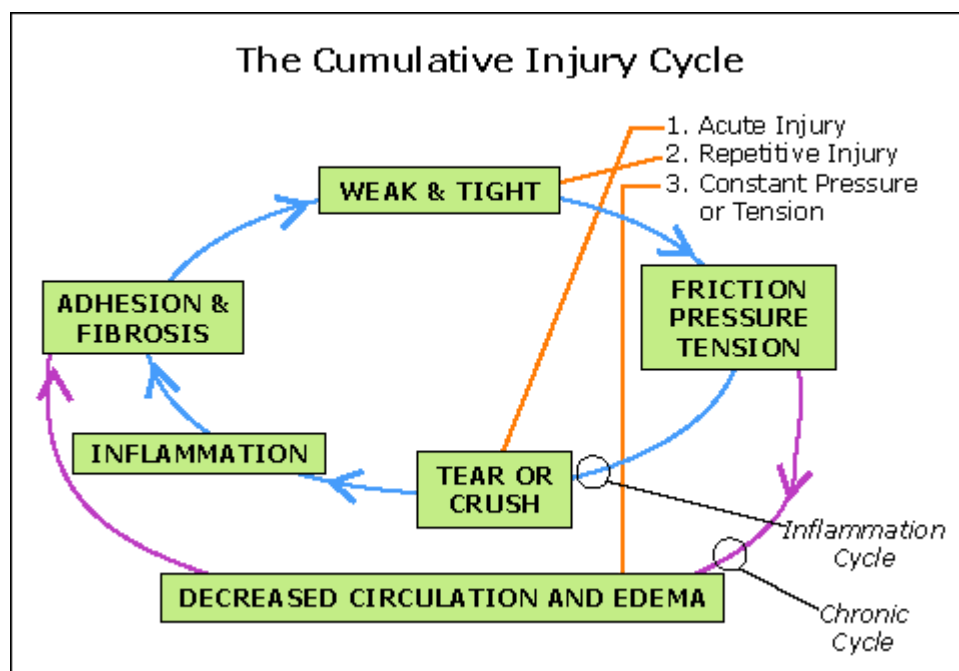 The Cumulative Injury Cycle
1. Acute Injury
2. Repetitive Injury
3. Constant Pressure
or Tension
WEAK & TIGHT
FRICTION
PRESSURE
TENSION
ADHESION &
FIBROSIS
INFLAMMATION
TEAR OR
CRUSH
Inflammation
Cycle
DECREASED CIRCULATION AND EDEMA
Chronic
Cycle